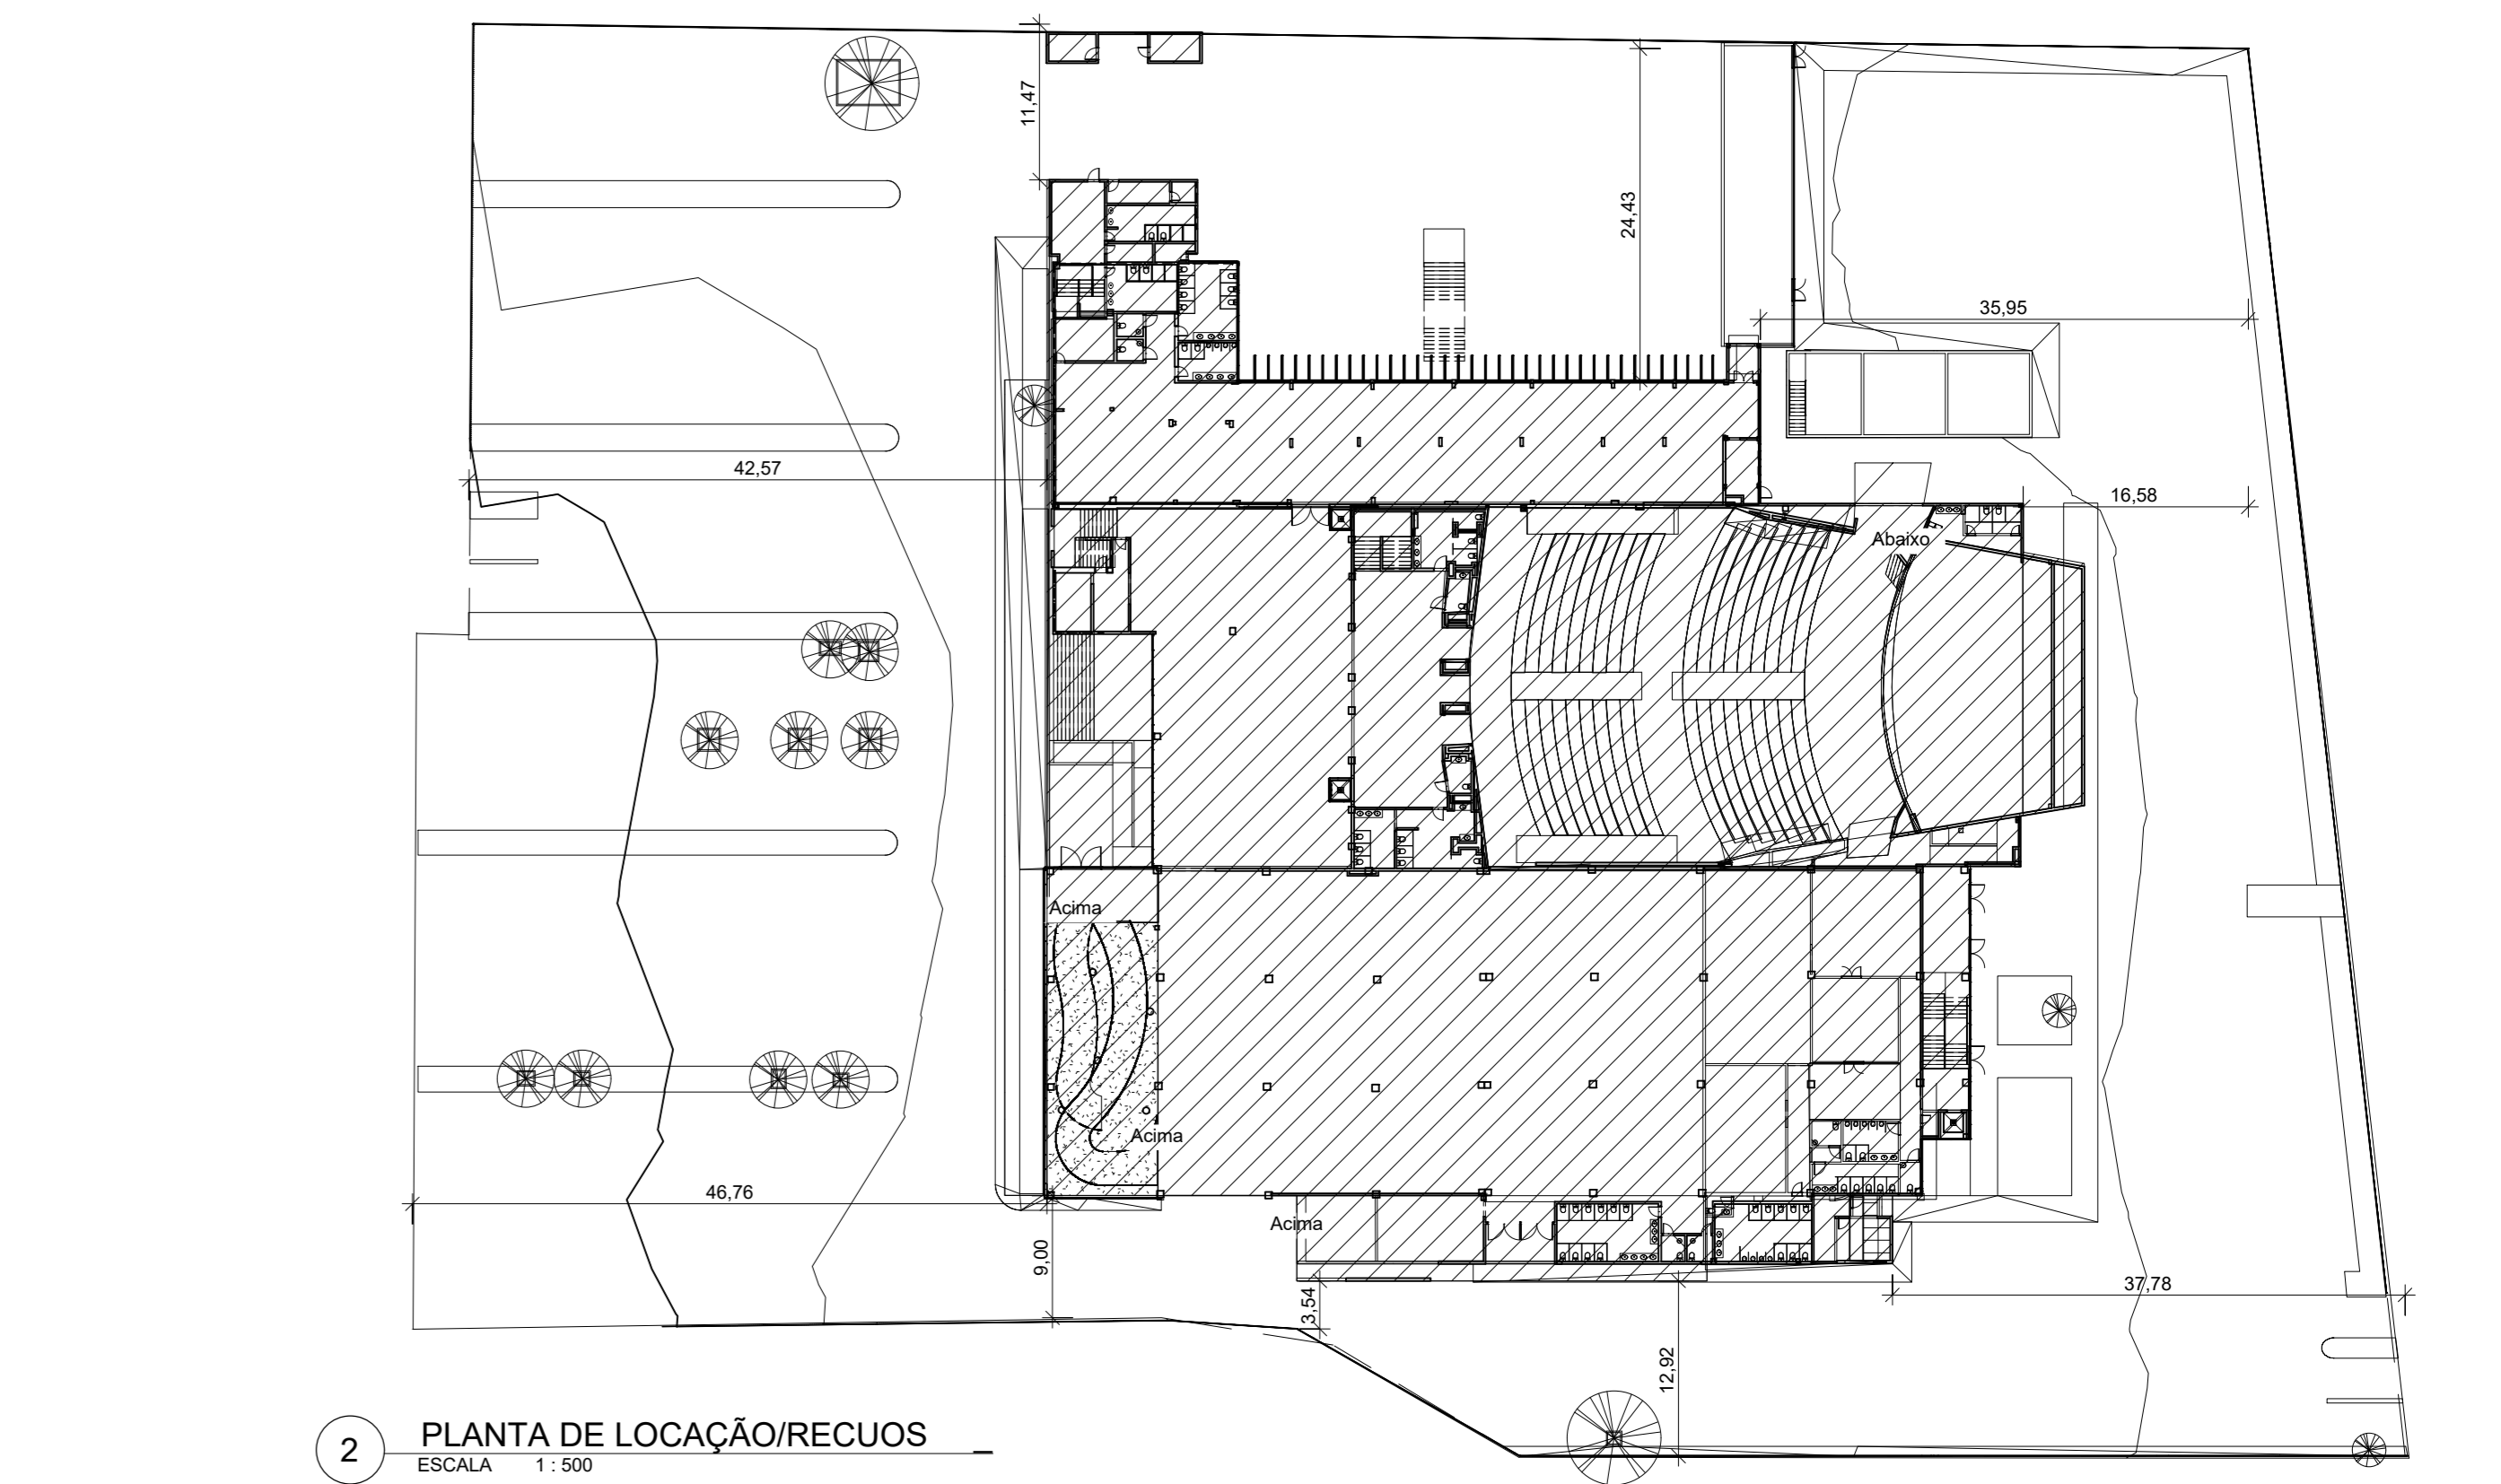 11,47
24,43
35,95
42,57
16,58
Abaixo
Acima
Acima
46,76
Acima
9,00
3,54
37,78
12,92
2
PLANTA DE LOCAÇÃO/RECUOS
ESCALA 1 : 500